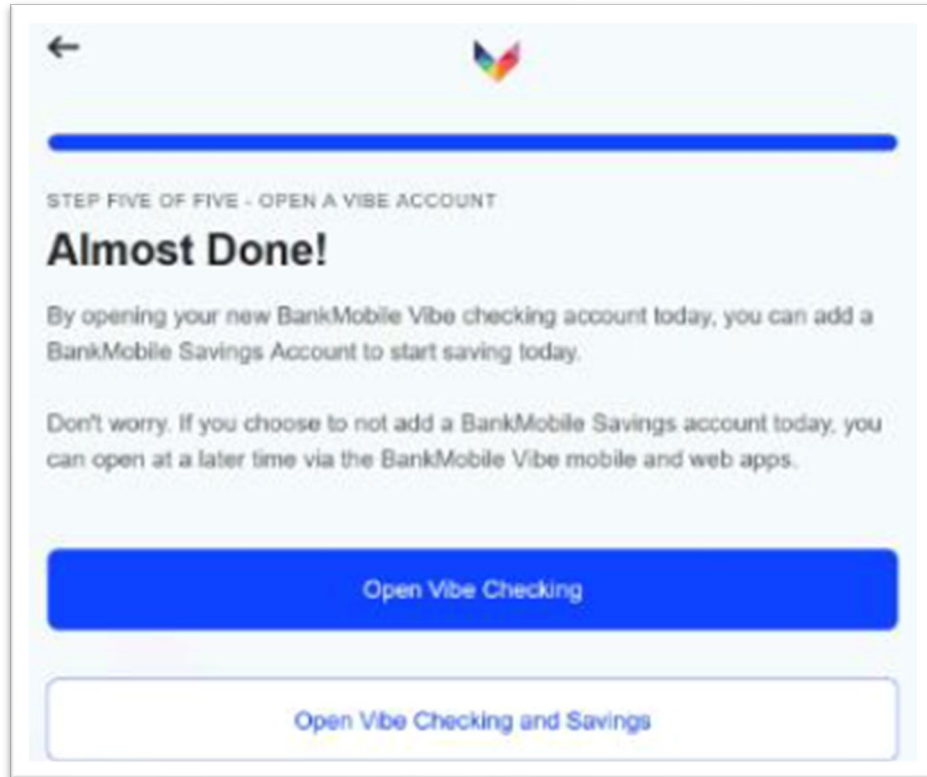 STEP FIVE OF FIVE - OPEN A VIBE ACCOUNT
Almost Done!
By opening your new BankMobile Vibe checking account today, you can add a
BankMobile Savings Account to start saving today.
Don't worry. If you choose to not add a BankMobile Savings account today, you
can open at a later time via the BankMobile Vibe mobile and web apps.
Open Vibe Checking
Open Vibe Checking and Savings